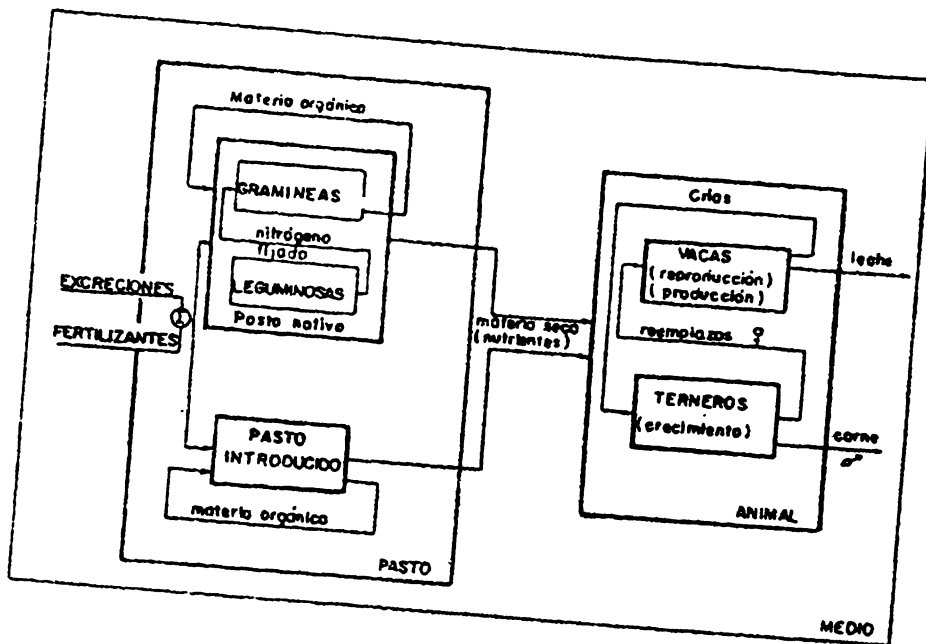 Materia orgánica
GRAMINEAS
nitrógeno
fijado
LEGUMINOSAS
Pasto nativo
EXCRECIONES
I
FERTILIZANTES
PASTO
INTRODUCIDO
materia orgánica
PASTO
materia seca
(nutrientes)
Crías
VACAS
(reproducción)
(producción)
reemplazos ♀
TERNEROS
(crecimiento)
leche
carne
♂
ANIMAL
MEDIO